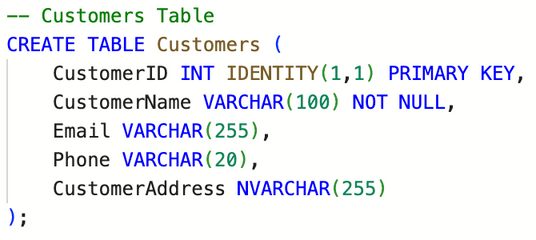 -- Customers Table
CREATE TABLE Customers (
    CustomerID INT IDENTITY(1,1) PRIMARY KEY,
    CustomerName VARCHAR(100) NOT NULL,
    Email VARCHAR(255),
    Phone VARCHAR(20),
    CustomerAddress NVARCHAR(255)
);